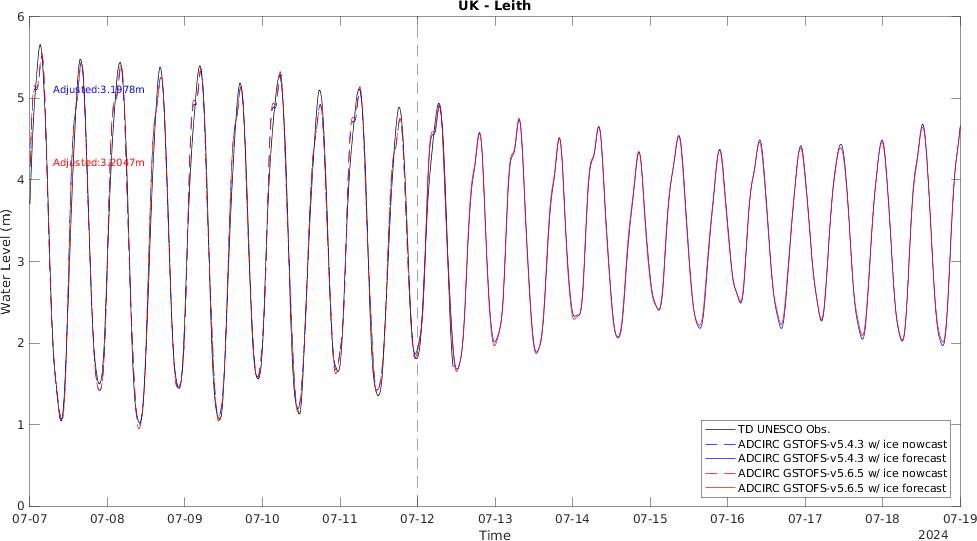 UK - Leith
6
5
4
3
2
1
0
Water Level (m)
Adjusted:3.1978m
Adjusted:3.2047m
TD UNESCO Obs.
ADCIRC GSTOFS-v5.4.3 w/ ice nowcast
ADCIRC GSTOFS-v5.4.3 w/ ice forecast
ADCIRC GSTOFS-v5.6.5 w/ ice nowcast
ADCIRC GSTOFS-v5.6.5 w/ ice forecast
07-07 07-08 07-09 07-10 07-11 07-12 07-13 07-14 07-15 07-16 07-17 07-18 07-19
Time
2024